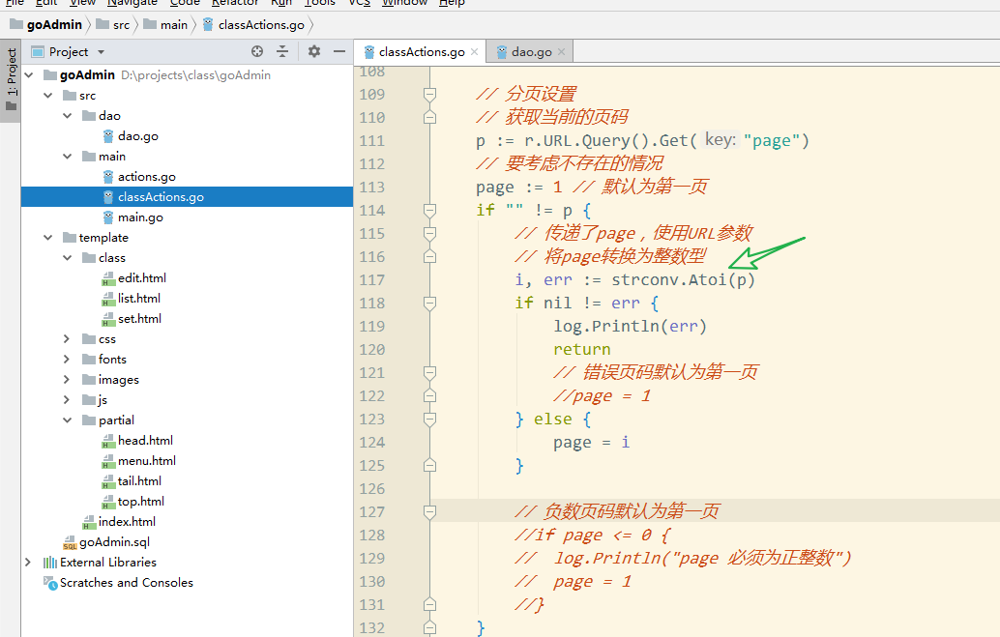 File Edit View Navigate Code Refactor Run Tools VCS Window Help
goAdmin src main classActions.go
1: Project
Project
classActions.go dao.go
goAdmin D:\projects\class\goAdmin
src
dao
dao.go
main
actions.go
classActions.go
main.go
template
class
edit.html
list.html
set.html
css
fonts
images
js
partial
head.html
menu.html
tail.html
top.html
index.html
goAdmin.sql
External Libraries
Scratches and Consoles
108
109 // 分页设置
110 // 获取当前的页码
111 p := r.URL.Query().Get( key: "page")
112 // 要考虑不存在的情况
113 page := 1 // 默认为第一页
114 if "" != p {
115 // 传递了page，使用URL参数
116 // 将page转换为整数型
117 i, err := strconv.Atoi(p)
118 if nil != err {
119 log.Println(err)
120 return
121 // 错误页码默认为第一页
122 //page = 1
123 } else {
124 page = i
125 }
126
127 // 负数页码默认为第一页
128 //if page <= 0 {
129 // log.Println("page 必须为正整数")
130 // page = 1
131 //}
132 }